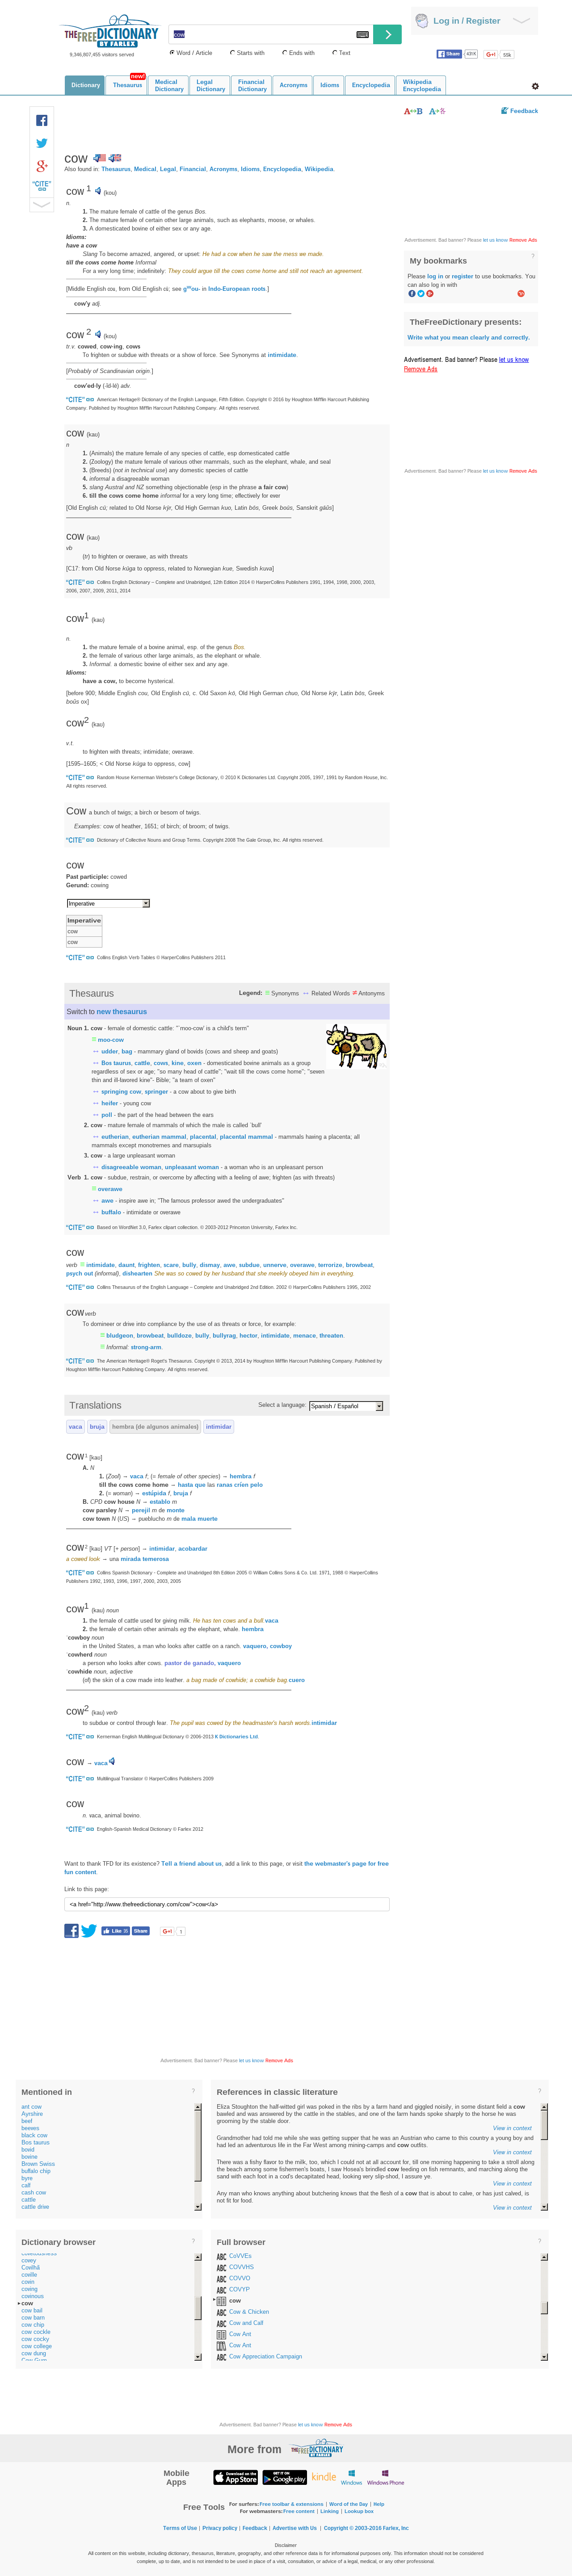 THE FREE DICTIONARY
BY FARLEX
9,346,807,455 visitors served
cow
Word / Article Starts with Ends with Text
Log in / Register
Share
+1
55k
new!
Dictionary Thesaurus Medical Dictionary Legal Dictionary Financial Dictionary Acronyms Idioms Encyclopedia Wikipedia Encyclopedia
Feedback
cow
Also found in: Thesaurus, Medical, Legal, Financial, Acronyms, Idioms, Encyclopedia, Wikipedia.
cow 1 (kou)
n.
1. The mature female of cattle of the genus Bos.
2. The mature female of certain other large animals, such as elephants, moose, or whales.
3. A domesticated bovine of either sex or any age.
Idioms:
have a cow
Slang To become amazed, angered, or upset: He had a cow when he saw the mess we made.
till the cows come home Informal
For a very long time; indefinitely: They could argue till the cows come home and still not reach an agreement.
[Middle English cou, from Old English cū; see gʷou- in Indo-European roots.]
cow′y adj.
cow 2 (kou)
tr.v. cowed, cow·ing, cows
To frighten or subdue with threats or a show of force. See Synonyms at intimidate.
[Probably of Scandinavian origin.]
cow′ed·ly (-ĭd-lē) adv.
"CITE" American Heritage® Dictionary of the English Language, Fifth Edition. Copyright © 2016 by Houghton Mifflin Harcourt Publishing
Company. Published by Houghton Mifflin Harcourt Publishing Company. All rights reserved.
cow (kaʊ)
n
1. (Animals) the mature female of any species of cattle, esp domesticated cattle
2. (Zoology) the mature female of various other mammals, such as the elephant, whale, and seal
3. (Breeds) (not in technical use) any domestic species of cattle
4. informal a disagreeable woman
5. slang Austral and NZ something objectionable (esp in the phrase a fair cow)
6. till the cows come home informal for a very long time; effectively for ever
[Old English cū; related to Old Norse kӯr, Old High German kuo, Latin bōs, Greek boûs, Sanskrit gāúṣ]
cow (kaʊ)
vb
(tr) to frighten or overawe, as with threats
[C17: from Old Norse kūga to oppress, related to Norwegian kue, Swedish kuva]
"CITE" Collins English Dictionary – Complete and Unabridged, 12th Edition 2014 © HarperCollins Publishers 1991, 1994, 1998, 2000, 2003,
2006, 2007, 2009, 2011, 2014
cow1 (kaʊ)
n.
1. the mature female of a bovine animal, esp. of the genus Bos.
2. the female of various other large animals, as the elephant or whale.
3. Informal. a domestic bovine of either sex and any age.
Idioms:
have a cow, to become hysterical.
[before 900; Middle English cou, Old English cū, c. Old Saxon kō, Old High German chuo, Old Norse kȳr, Latin bōs, Greek
boûs ox]
cow2 (kaʊ)
v.t.
to frighten with threats; intimidate; overawe.
[1595–1605; < Old Norse kūga to oppress, cow]
"CITE" Random House Kernerman Webster's College Dictionary, © 2010 K Dictionaries Ltd. Copyright 2005, 1997, 1991 by Random House, Inc.
All rights reserved.
Cow a bunch of twigs; a birch or besom of twigs.
Examples: cow of heather, 1651; of birch; of broom; of twigs.
"CITE" Dictionary of Collective Nouns and Group Terms. Copyright 2008 The Gale Group, Inc. All rights reserved.
cow
Past participle: cowed
Gerund: cowing
Imperative
Imperative
cow
cow
"CITE" Collins English Verb Tables © HarperCollins Publishers 2011
Thesaurus Legend: Synonyms Related Words Antonyms
Switch to new thesaurus
Noun 1. cow - female of domestic cattle: "`moo-cow' is a child's term"
moo-cow
udder, bag - mammary gland of bovids (cows and sheep and goats)
Bos taurus, cattle, cows, kine, oxen - domesticated bovine animals as a group
regardless of sex or age; "so many head of cattle"; "wait till the cows come home"; "seven
thin and ill-favored kine"- Bible; "a team of oxen"
springing cow, springer - a cow about to give birth
heifer - young cow
poll - the part of the head between the ears
2. cow - mature female of mammals of which the male is called `bull'
eutherian, eutherian mammal, placental, placental mammal - mammals having a placenta; all
mammals except monotremes and marsupials
3. cow - a large unpleasant woman
disagreeable woman, unpleasant woman - a woman who is an unpleasant person
Verb 1. cow - subdue, restrain, or overcome by affecting with a feeling of awe; frighten (as with threats)
overawe
awe - inspire awe in; "The famous professor awed the undergraduates"
buffalo - intimidate or overawe
"CITE" Based on WordNet 3.0, Farlex clipart collection. © 2003-2012 Princeton University, Farlex Inc.
cow
verb intimidate, daunt, frighten, scare, bully, dismay, awe, subdue, unnerve, overawe, terrorize, browbeat,
psych out (informal), dishearten She was so cowed by her husband that she meekly obeyed him in everything.
"CITE" Collins Thesaurus of the English Language – Complete and Unabridged 2nd Edition. 2002 © HarperCollins Publishers 1995, 2002
cow verb
To domineer or drive into compliance by the use of as threats or force, for example:
bludgeon, browbeat, bulldoze, bully, bullyrag, hector, intimidate, menace, threaten.
Informal: strong-arm.
"CITE" The American Heritage® Roget's Thesaurus. Copyright © 2013, 2014 by Houghton Mifflin Harcourt Publishing Company. Published by
Houghton Mifflin Harcourt Publishing Company. All rights reserved.
Translations Select a language: Spanish / Español
vaca bruja hembra (de algunos animales) intimidar
cow1 [kaʊ]
A. N
1. (Zool) → vaca f; (= female of other species) → hembra f
till the cows come home → hasta que las ranas críen pelo
2. (= woman) → estúpida f, bruja f
B. CPD cow house N → establo m
cow parsley N → perejil m de monte
cow town N (US) → pueblucho m de mala muerte
cow2 [kaʊ] VT [+ person] → intimidar, acobardar
a cowed look → una mirada temerosa
"CITE" Collins Spanish Dictionary - Complete and Unabridged 8th Edition 2005 © William Collins Sons & Co. Ltd. 1971, 1988 © HarperCollins
Publishers 1992, 1993, 1996, 1997, 2000, 2003, 2005
cow1 (kau) noun
1. the female of cattle used for giving milk. He has ten cows and a bull.vaca
2. the female of certain other animals eg the elephant, whale. hembra
ˈcowboy noun
in the United States, a man who looks after cattle on a ranch. vaquero, cowboy
ˈcowherd noun
a person who looks after cows. pastor de ganado, vaquero
ˈcowhide noun, adjective
(of) the skin of a cow made into leather. a bag made of cowhide; a cowhide bag.cuero
cow2 (kau) verb
to subdue or control through fear. The pupil was cowed by the headmaster's harsh words intimidar
"CITE" Kernerman English Multilingual Dictionary © 2006-2013 K Dictionaries Ltd.
cow → vaca
"CITE" Multilingual Translator © HarperCollins Publishers 2009
cow
n. vaca, animal bovino.
"CITE" English-Spanish Medical Dictionary © Farlex 2012
Want to thank TFD for its existence? Tell a friend about us, add a link to this page, or visit the webmaster's page for free
fun content.
Link to this page:
<a href="http://www.thefreedictionary.com/cow">cow</a>
Like Share
+1
Advertisement. Bad banner? Please let us know Remove Ads
My bookmarks ?
Please log in or register to use bookmarks. You
can also log in with
TheFreeDictionary presents:
Write what you mean clearly and correctly.
Advertisement. Bad banner? Please let us know
Remove Ads
Advertisement. Bad banner? Please let us know Remove Ads
Advertisement. Bad banner? Please let us know Remove Ads
Mentioned in ?
ant cow
Ayrshire
beef
beeves
black cow
Bos taurus
bovid
bovine
Brown Swiss
buffalo chip
byre
calf
cash cow
cattle
cattle drive
References in classic literature ?
Eliza Stoughton the fur-hatted girl was poked in the ribs by a farm hand and giggled noisily, in some distant field a cow
bawled and was answered by the cattle in the stables, and one of the farm hands spoke sharply to the horse he was
grooming by the stable door.
View in context
Grandmother had told me while she was getting supper that he was an Austrian who came to this country a young boy and
had led an adventurous life in the Far West among mining-camps and cow outfits.
View in context
There was a livery flavor to the milk, too, which I could not at all account for. If, too, the morning happening to take a stroll along
the beach among Hosea's boats, I saw Hosea's brindled cow feeding on fish remnants, and marching along the
sand with each foot in a cod's decapitated head, looking very slip-shod, I assure ye.
View in context
Any man who knows anything about butchering knows that the flesh of a cow that is about to calve, or has just calved, is
not fit for food.
View in context
Dictionary browser ?
covey
Covilhã
coville
covin
coving
covinous
cow
cow bail
cow barn
cow chip
cow cockle
cow cocky
cow college
cow dung
Cow Gum
Full browser ?
CoVVEs
COVVHS
COVVO
COVYP
cow
Cow & Chicken
Cow and Calf
Cow Ant
Cow Ant
Cow Appreciation Campaign
Advertisement. Bad banner? Please let us know Remove Ads
More from THE FREE DICTIONARY BY FARLEX
Mobile Apps
Download on the App Store
Google play
kindle
Windows
Windows Phone
Free Tools
For surfers: Free toolbar & extensions | Word of the Day | Help
For webmasters: Free content | Linking | Lookup box
Terms of Use | Privacy policy | Feedback | Advertise with Us | Copyright © 2003-2016 Farlex, Inc
Disclaimer
All content on this website, including dictionary, thesaurus, literature, geography, and other reference data is for informational purposes only. This information should not be considered
complete, up to date, and is not intended to be used in place of a visit, consultation, or advice of a legal, medical, or any other professional.